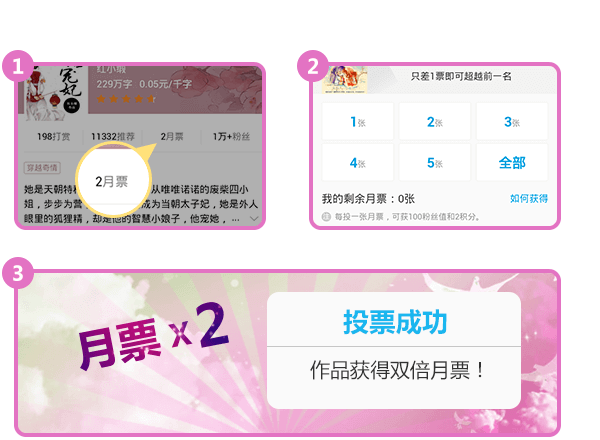 1
宠妃
229万字 0.05元/千字
198打赏 11332推荐 2月票 1万+粉丝
2月票
穿越奇情
她是天朝特 从唯唯诺诺的废柴四小
姐，步步为营 成为当朝太子妃，她是外人
眼里的狐狸精，却是他的智慧小娘子，他宠她， ...
2
只差1票即可超越前一名
1张 2张 3张
4张 5张 全部
我的剩余月票：0张 如何获得
注 每投一张月票，可获100粉丝值和2积分。
3
月票x2
投票成功
作品获得双倍月票！